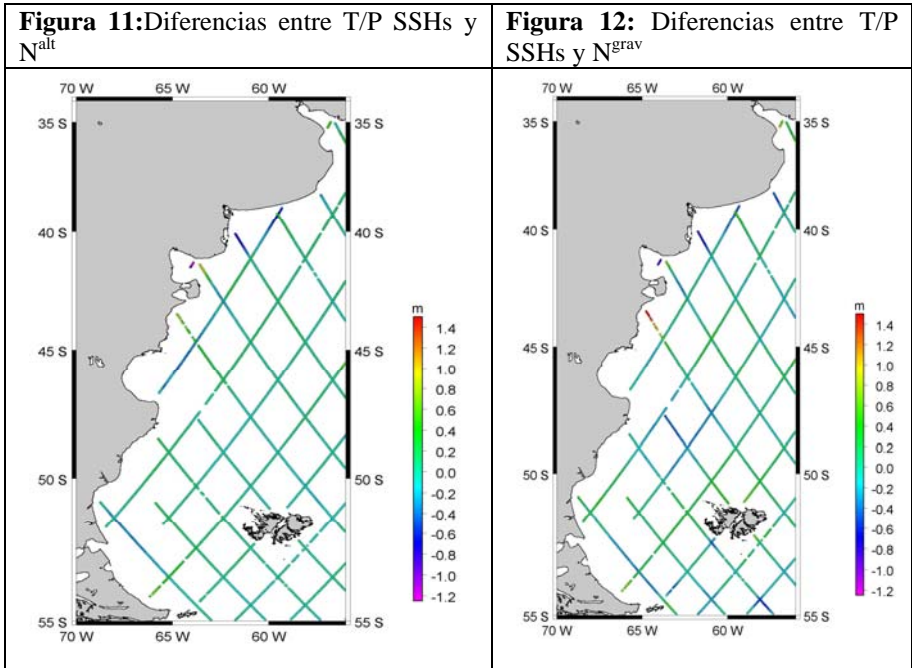 Figura 11:Diferencias entre T/P SSHs y
N^alt
Figura 12: Diferencias entre T/P
SSHs y N^grav
70 W 65 W 60 W
35 S 35 S
40 S 40 S
45 S 45 S
50 S 50 S
55 S 55 S
70 W 65 W 60 W
m
1.4
1.2
1.0
0.8
0.6
0.4
0.2
0.0
-0.2
-0.4
-0.6
-0.8
-1.0
-1.2
70 W 65 W 60 W
35 S 35 S
40 S 40 S
45 S 45 S
50 S 50 S
55 S 55 S
70 W 65 W 60 W
m
1.4
1.2
1.0
0.8
0.6
0.4
0.2
0.0
-0.2
-0.4
-0.6
-0.8
-1.0
-1.2